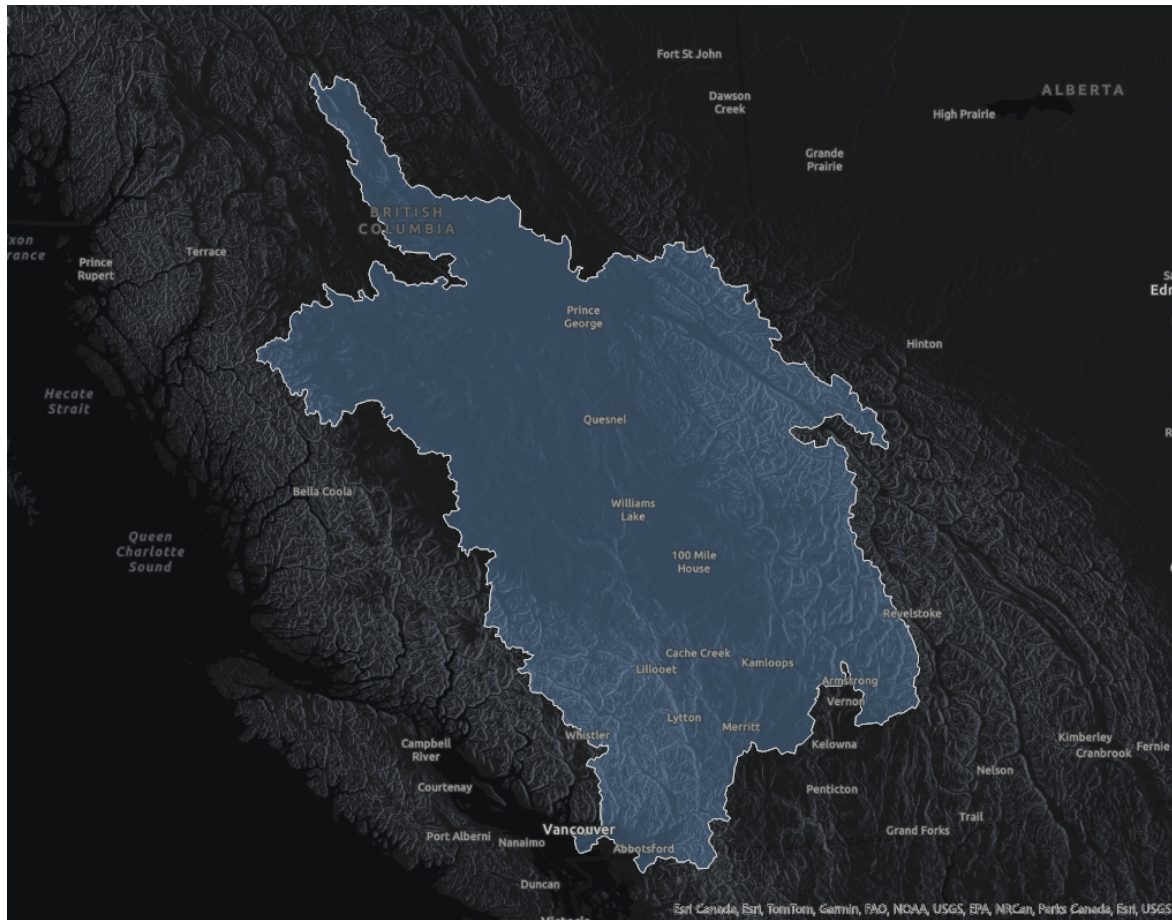 Fort St John
ALBERTA
Dawson
Creek
High Prairie
Grande
Prairie
BRITISH
COLUMBIA
Terrace
Prince
Rupert
Prince
George
Hinton
Hecate
Strait
Quesnel
Bella Coola
Williams
Lake
Queen
Charlotte
Sound
100 Mile
House
Revelstoke
Cache Creek
Kamloops
Lillooet
Armstrong
Vernon
Lytton
Merritt
Whistler
Kelowna
Campbell
River
Kimberley
Cranbrook
Fernie
Nelson
Courtenay
Penticton
Trail
Grand Forks
Vancouver
Port Alberni
Nanaimo
Abbotsford
Duncan
Esri Canada, Esri, TomTom, Garmin, FAO, NOAA, USGS, EPA, NRCan, Parks Canada, Esri, USGS